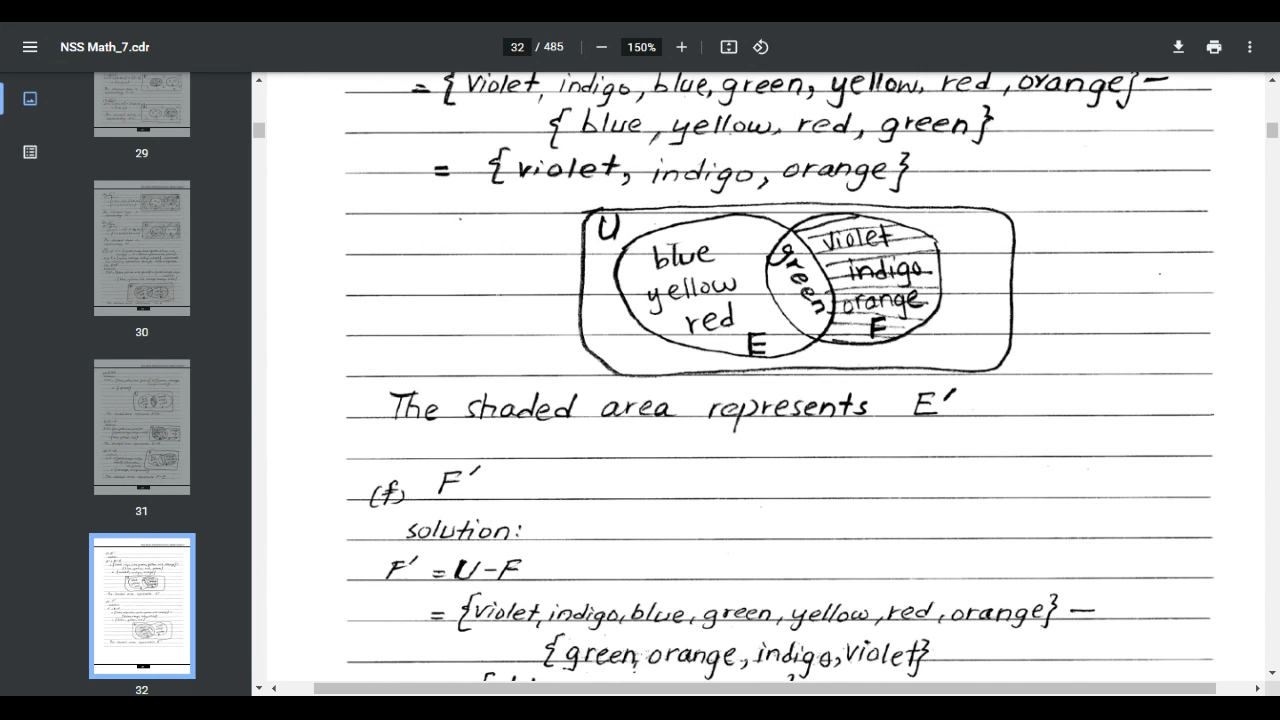 NSS Math_7.cdr
32 / 485
150%
29
30
31
32
= {Violet, indigo, blue, green, yellow, red, orange} –
{blue, yellow, red, green}
= {violet, indigo, orange}
U
blue
yellow
red
E
green
violet
indigo
orange
F
The shaded area represents E′
(f) F′
solution:
F′ = U – F
= {Violet, indigo, blue, green, yellow, red, orange} –
{green, orange, indigo, violet}